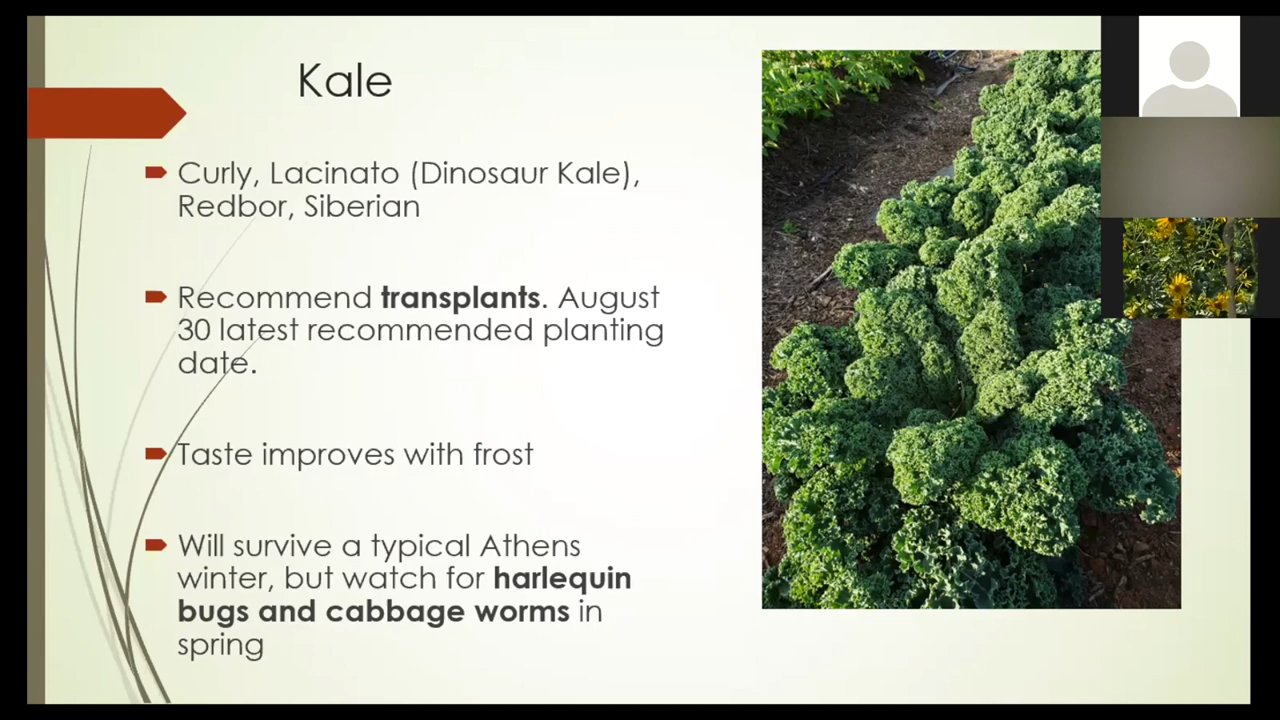 Kale
Curly, Lacinato (Dinosaur Kale),
Redbor, Siberian
Recommend transplants. August
30 latest recommended planting
date.
Taste improves with frost
Will survive a typical Athens
winter, but watch for harlequin
bugs and cabbage worms in
spring